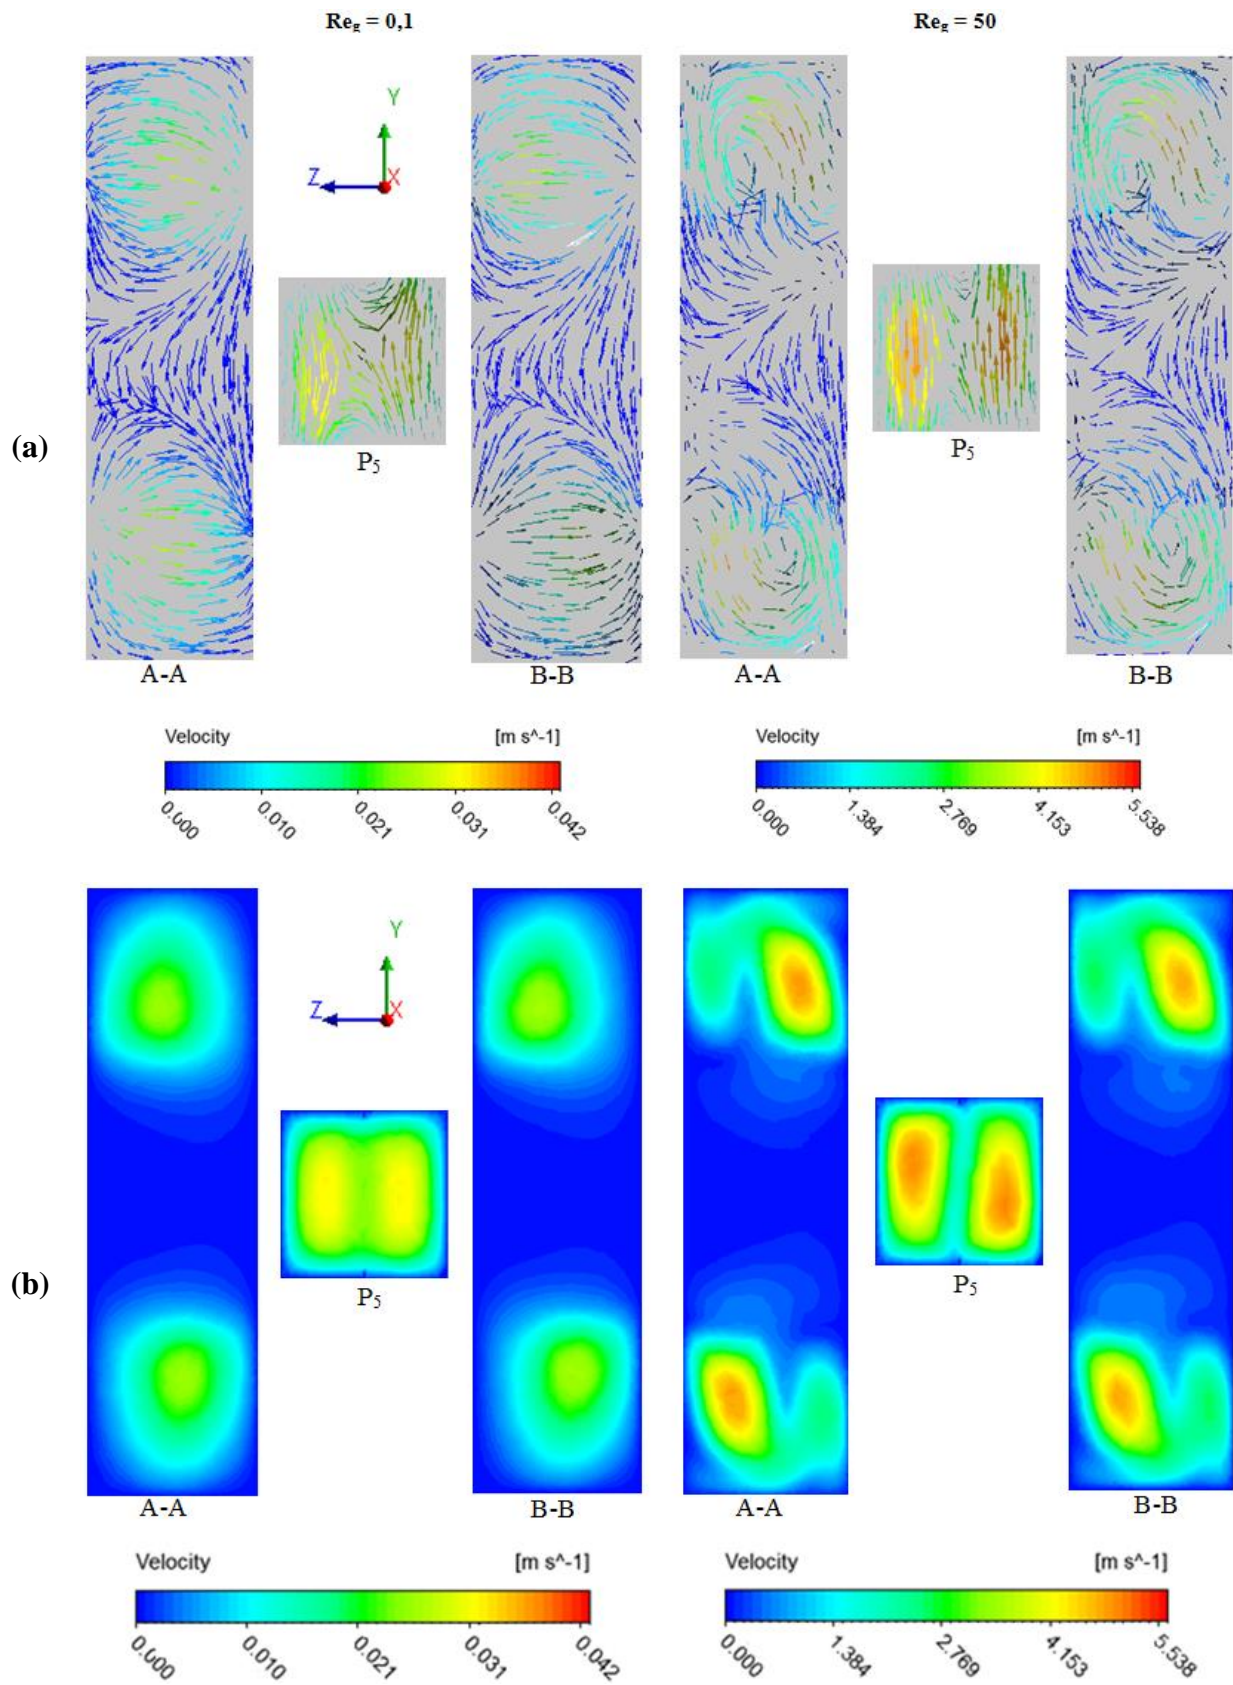 Reg = 0,1
Reg = 50
Y
Z
X
(a)
P5
P5
A-A
B-B
A-A
B-B
Velocity [m s^-1]
0.000 0.010 0.021 0.031 0.042
Velocity [m s^-1]
0.000 1.384 2.769 4.153 5.538
Y
Z
X
(b)
P5
P5
A-A
B-B
A-A
B-B
Velocity [m s^-1]
0.000 0.010 0.021 0.031 0.042
Velocity [m s^-1]
0.000 1.384 2.769 4.153 5.538